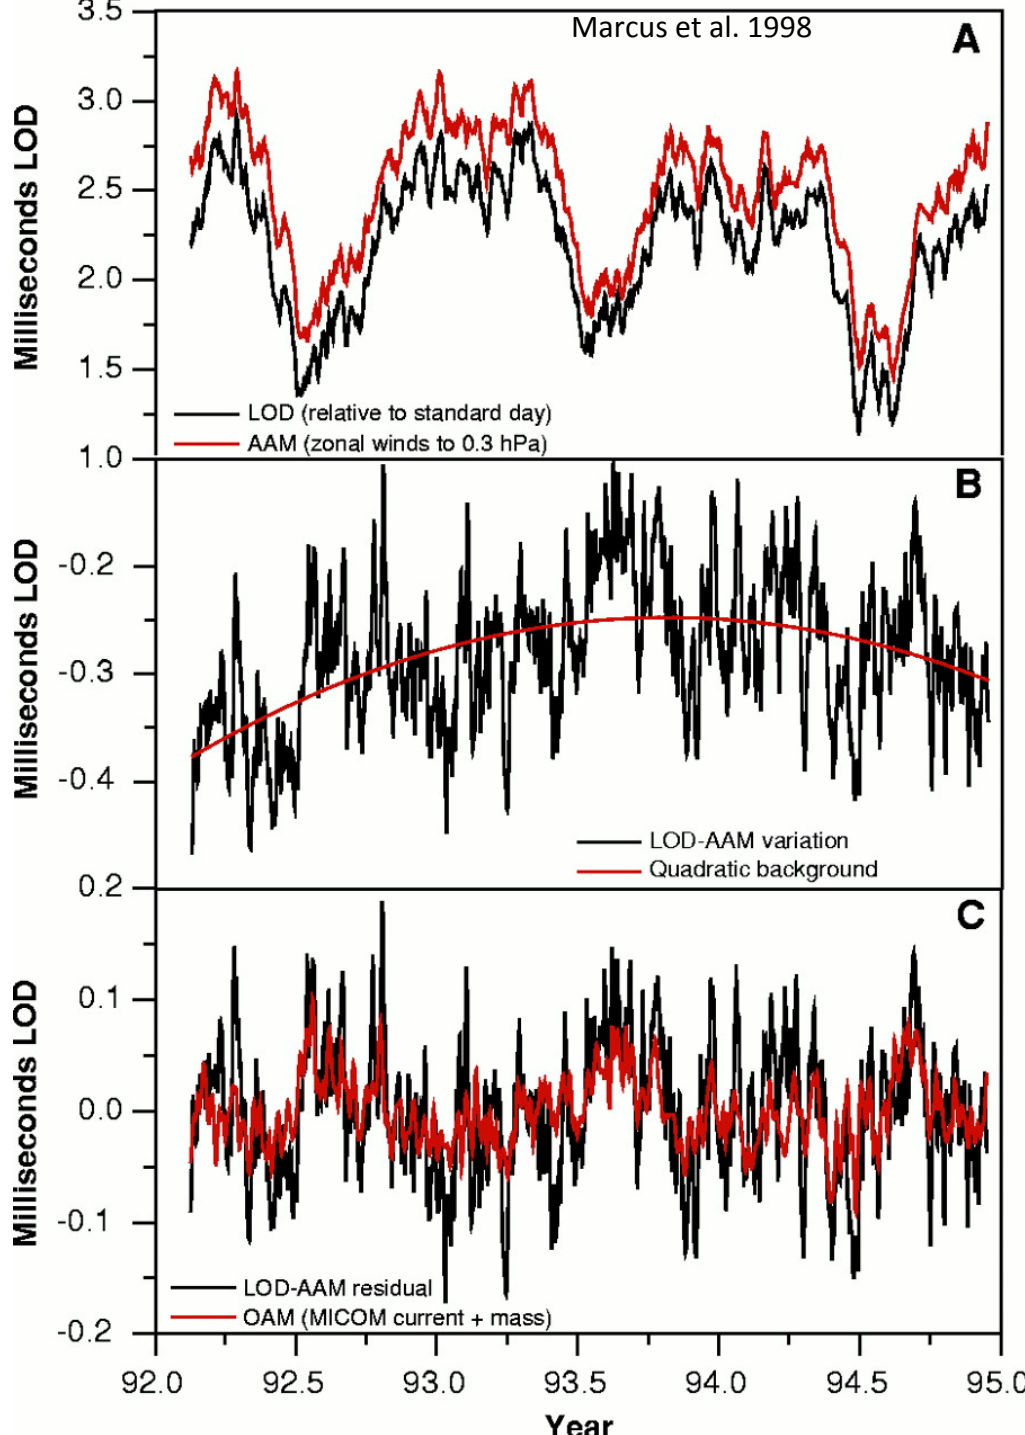 Marcus et al. 1998
A
3.5
3.0
2.5
2.0
1.5
1.0
Milliseconds LOD
LOD (relative to standard day)
AAM (zonal winds to 0.3 hPa)
B
-0.2
-0.3
-0.4
0.2
Milliseconds LOD
LOD-AAM variation
Quadratic background
C
0.1
0.0
-0.1
-0.2
Milliseconds LOD
LOD-AAM residual
OAM (MICOM current + mass)
92.0 92.5 93.0 93.5 94.0 94.5 95.0
Year